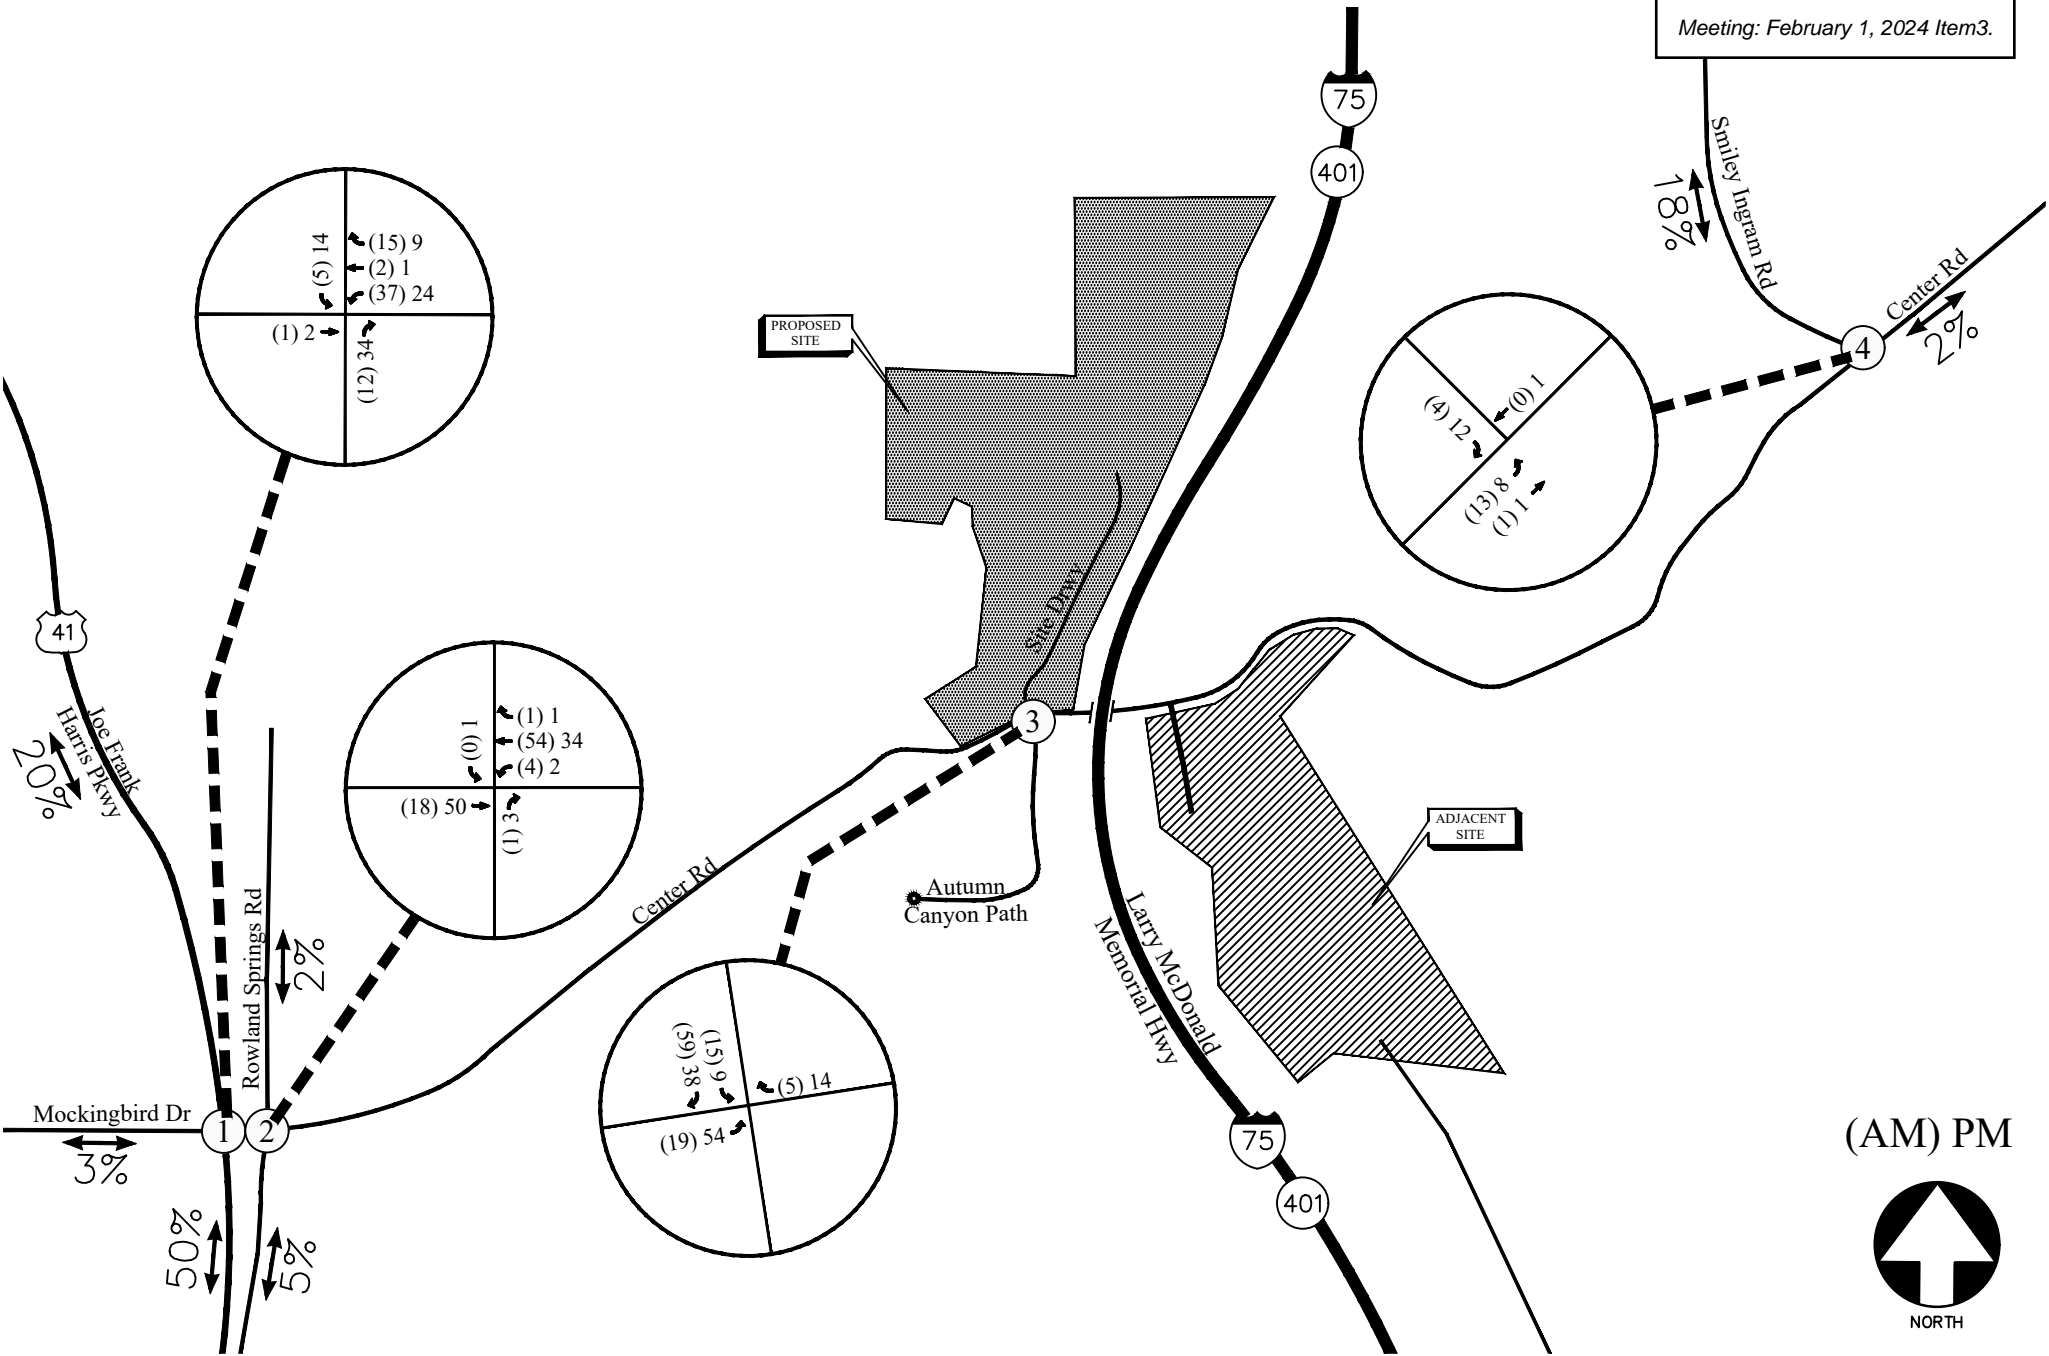 Meeting: February 1, 2024 Item3.
75
401
Smiley Ingram Rd
18%
Center Rd
2%
4
(5) 14
(15) 9
(2) 1
(37) 24
(1) 2
(12) 34
PROPOSED
SITE
(0) 1
(4) 12
(13) 8
(1) 1
41
Joe Frank
Harris Pkwy
20%
Site Drwy
3
(0) 1
(1) 1
(54) 34
(4) 2
(18) 50
(1) 3
ADJACENT
SITE
Center Rd
Autumn
Canyon Path
Rowland Springs Rd
2%
Larry McDonald
Memorial Hwy
(59) 38
(15) 9
(5) 14
(19) 54
Mockingbird Dr
3%
1
2
75
401
50%
5%
(AM) PM
NORTH